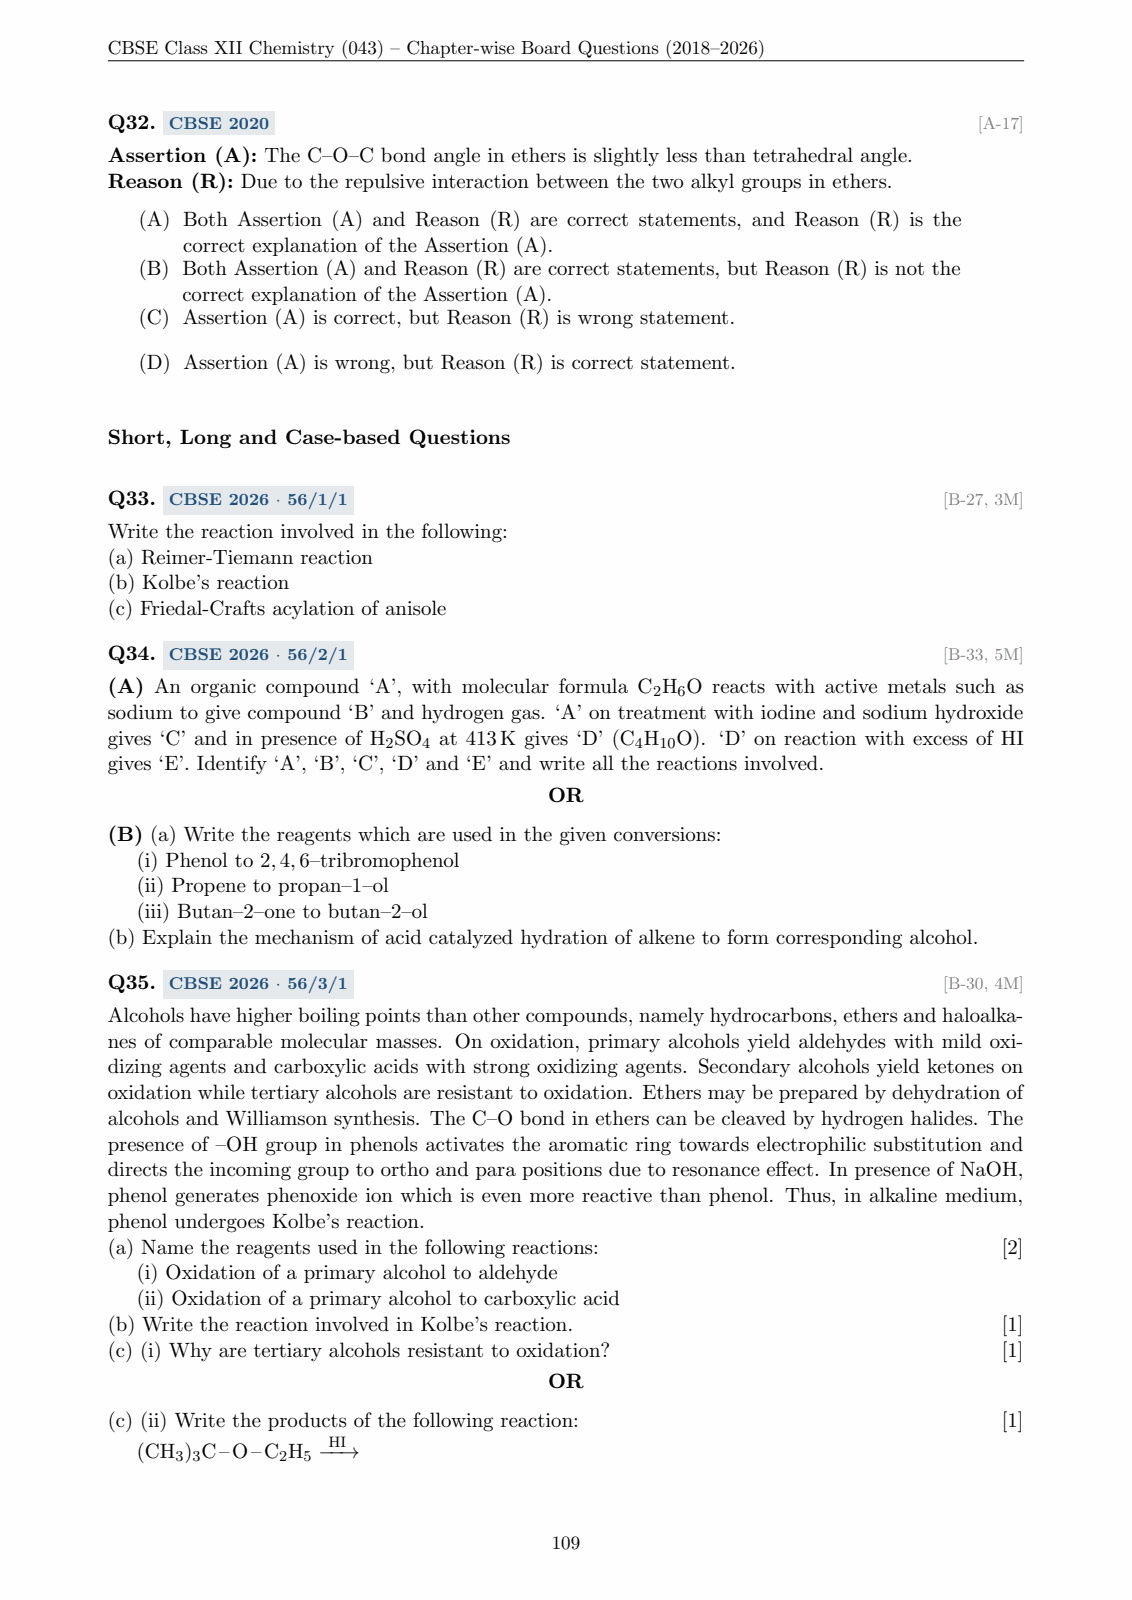 CBSE Class XII Chemistry (043) – Chapter-wise Board Questions (2018–2026)
Q32. CBSE 2020 [A-17]
Assertion (A): The C–O–C bond angle in ethers is slightly less than tetrahedral angle.
Reason (R): Due to the repulsive interaction between the two alkyl groups in ethers.
(A) Both Assertion (A) and Reason (R) are correct statements, and Reason (R) is the
correct explanation of the Assertion (A).
(B) Both Assertion (A) and Reason (R) are correct statements, but Reason (R) is not the
correct explanation of the Assertion (A).
(C) Assertion (A) is correct, but Reason (R) is wrong statement.
(D) Assertion (A) is wrong, but Reason (R) is correct statement.
Short, Long and Case-based Questions
Q33. CBSE 2026 · 56/1/1 [B-27, 3M]
Write the reaction involved in the following:
(a) Reimer-Tiemann reaction
(b) Kolbe's reaction
(c) Friedal-Crafts acylation of anisole
Q34. CBSE 2026 · 56/2/1 [B-33, 5M]
(A) An organic compound ‘A’, with molecular formula C₂H₆O reacts with active metals such as
sodium to give compound ‘B’ and hydrogen gas. ‘A’ on treatment with iodine and sodium hydroxide
gives ‘C’ and in presence of H₂SO₄ at 413 K gives ‘D’ (C₄H₁₀O). ‘D’ on reaction with excess of HI
gives ‘E’. Identify ‘A’, ‘B’, ‘C’, ‘D’ and ‘E’ and write all the reactions involved.
OR
(B) (a) Write the reagents which are used in the given conversions:
(i) Phenol to 2, 4, 6–tribromophenol
(ii) Propene to propan–1–ol
(iii) Butan–2–one to butan–2–ol
(b) Explain the mechanism of acid catalyzed hydration of alkene to form corresponding alcohol.
Q35. CBSE 2026 · 56/3/1 [B-30, 4M]
Alcohols have higher boiling points than other compounds, namely hydrocarbons, ethers and haloalka-
nes of comparable molecular masses. On oxidation, primary alcohols yield aldehydes with mild oxi-
dizing agents and carboxylic acids with strong oxidizing agents. Secondary alcohols yield ketones on
oxidation while tertiary alcohols are resistant to oxidation. Ethers may be prepared by dehydration of
alcohols and Williamson synthesis. The C–O bond in ethers can be cleaved by hydrogen halides. The
presence of –OH group in phenols activates the aromatic ring towards electrophilic substitution and
directs the incoming group to ortho and para positions due to resonance effect. In presence of NaOH,
phenol generates phenoxide ion which is even more reactive than phenol. Thus, in alkaline medium,
phenol undergoes Kolbe's reaction.
(a) Name the reagents used in the following reactions: [2]
(i) Oxidation of a primary alcohol to aldehyde
(ii) Oxidation of a primary alcohol to carboxylic acid
(b) Write the reaction involved in Kolbe's reaction. [1]
(c) (i) Why are tertiary alcohols resistant to oxidation? [1]
OR
(c) (ii) Write the products of the following reaction: [1]
(CH₃)₃C–O–C₂H₅ —HI→
109